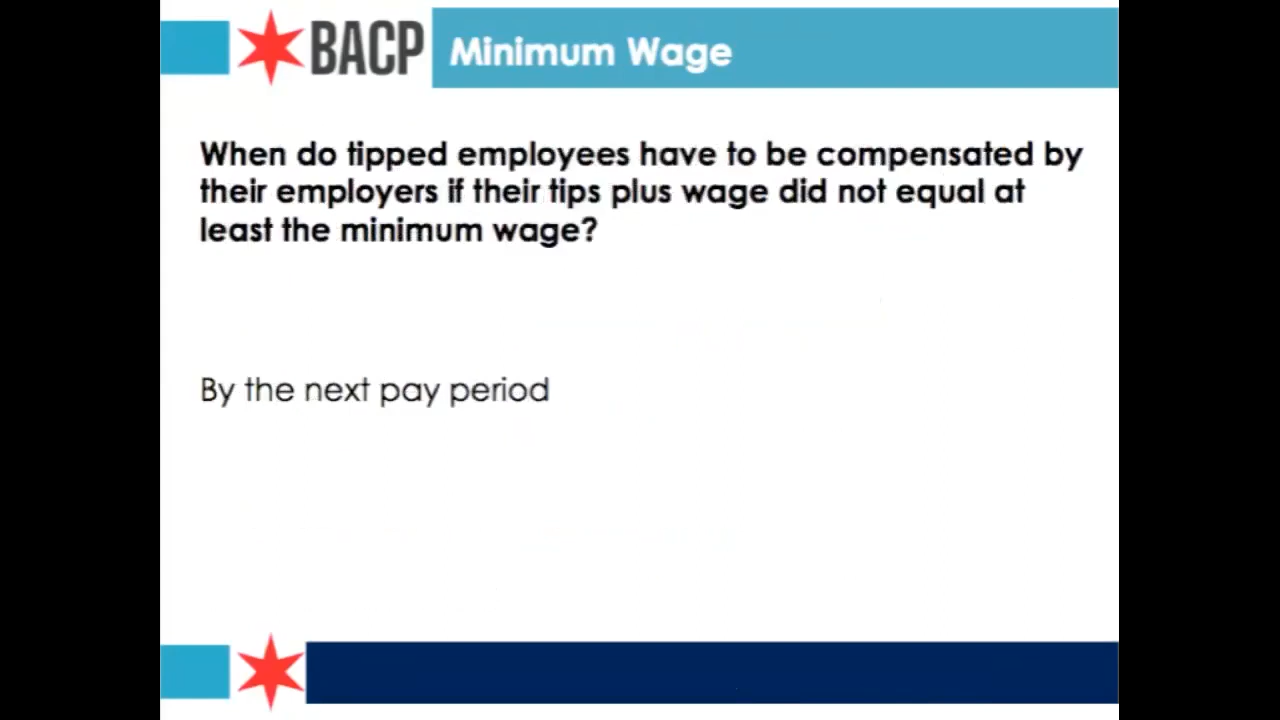 BACP Minimum Wage
When do tipped employees have to be compensated by
their employers if their tips plus wage did not equal at
least the minimum wage?
By the next pay period